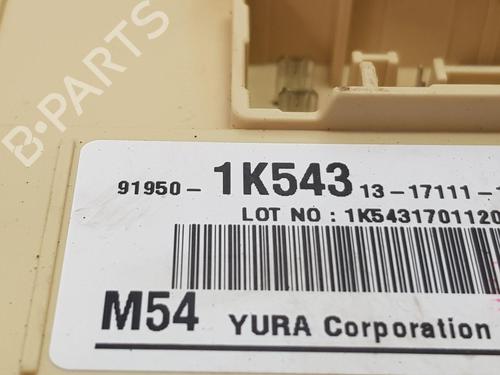 B-PARTS
91950- 1K543 13-17111-
LOT NO : 1K5431701120
M54 YURA Corporation